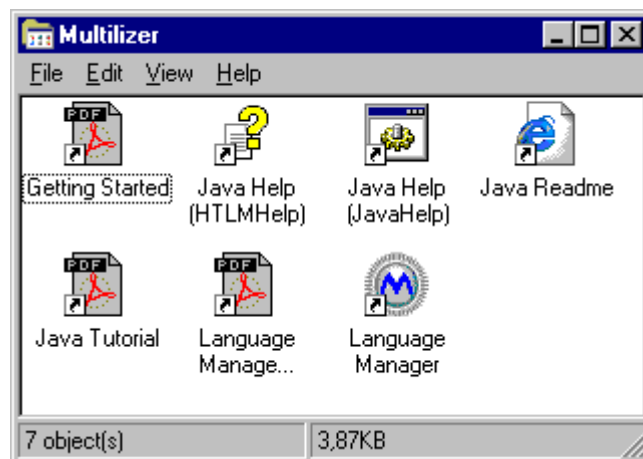 Multilizer
File Edit View Help
PDF
Getting Started
Java Help
(HTLMHelp)
Java Help
(JavaHelp)
Java Readme
PDF
Java Tutorial
PDF
Language
Manage...
Language
Manager
7 object(s)
3,87KB